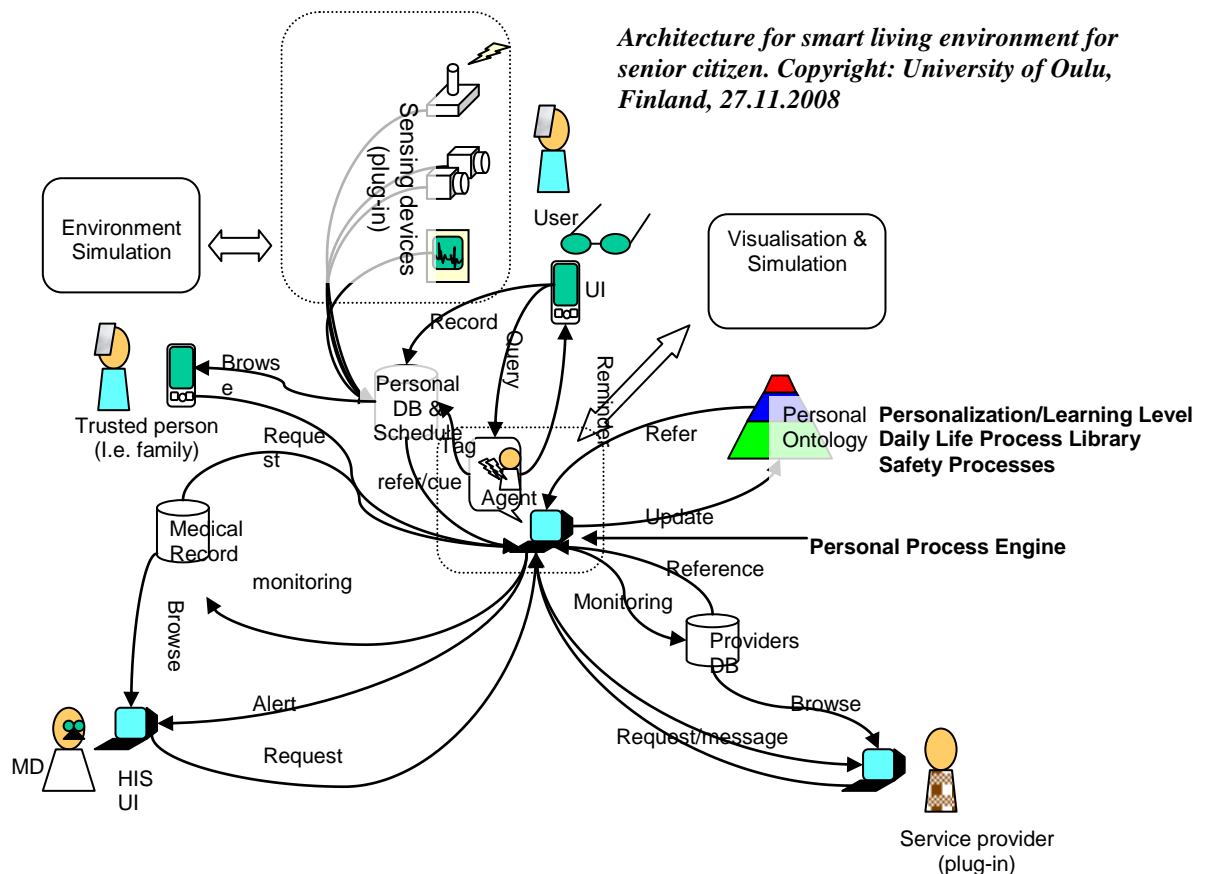 Architecture for smart living environment for
senior citizen. Copyright: University of Oulu,
Finland, 27.11.2008
Sensing devices
(plug-in)
User
Environment
Simulation
Visualisation &
Simulation
UI
Record
Query
Reminder
Brows
e
Personal
DB &
Schedule
Trusted person
(I.e. family)
Reque
st
Tag
refer/cue
Agent
Refer
Personal
Ontology
Personalization/Learning Level
Daily Life Process Library
Safety Processes
Update
Medical
Record
Personal Process Engine
Reference
monitoring
Monitoring
Browse
Providers
DB
Alert
Browse
Request/message
Request
MD
HIS
UI
Service provider
(plug-in)